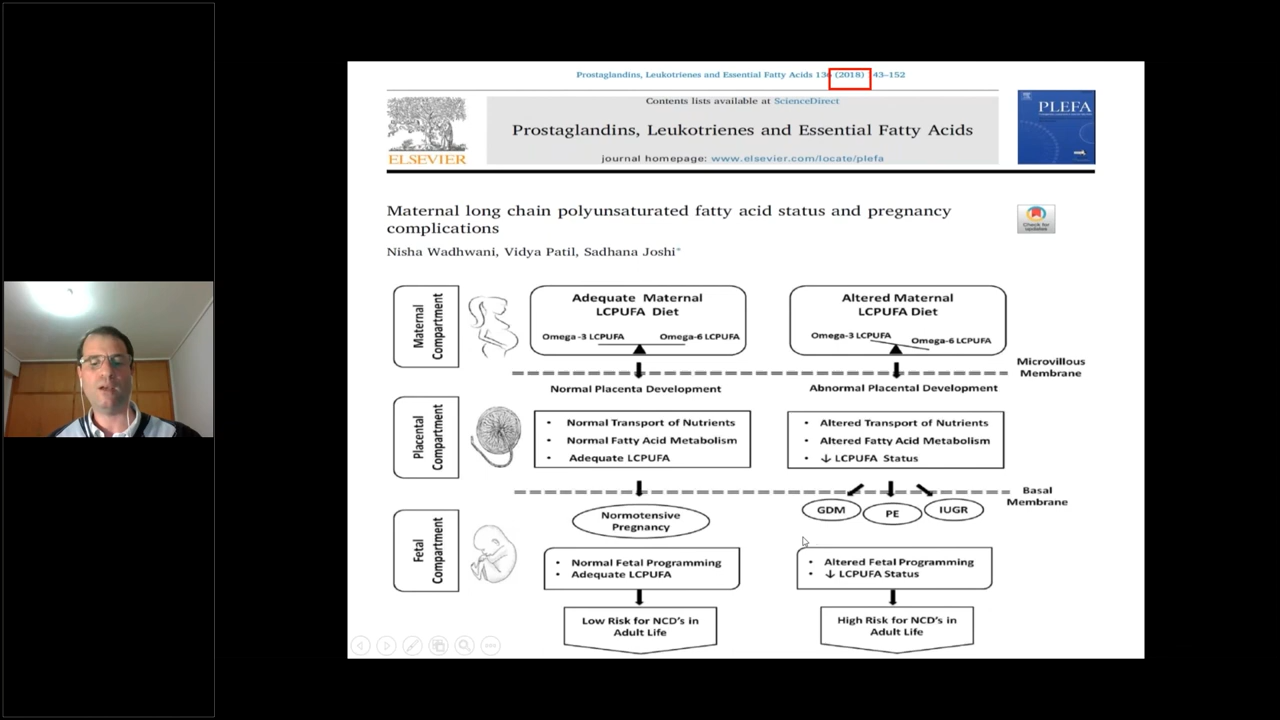 Prostaglandins, Leukotrienes and Essential Fatty Acids 136 (2018) 43–152
Contents lists available at ScienceDirect
Prostaglandins, Leukotrienes and Essential Fatty Acids
journal homepage: www.elsevier.com/locate/plefa
ELSEVIER
PLEFA
Maternal long chain polyunsaturated fatty acid status and pregnancy
complications
Check for
updates
Nisha Wadhwani, Vidya Patil, Sadhana Joshi*
Maternal
Compartment
Adequate Maternal
LCPUFA Diet
Omega -3 LCPUFA
Omega-6 LCPUFA
Altered Maternal
LCPUFA Diet
Omega-3 LCPUFA
Omega-6 LCPUFA
Microvillous
Membrane
Normal Placenta Development
Abnormal Placental Development
Placental
Compartment
• Normal Transport of Nutrients
• Normal Fatty Acid Metabolism
• Adequate LCPUFA
• Altered Transport of Nutrients
• Altered Fatty Acid Metabolism
• ↓ LCPUFA Status
Basal
Membrane
Fetal
Compartment
Normotensive
Pregnancy
GDM
PE
IUGR
• Normal Fetal Programming
• Adequate LCPUFA
• Altered Fetal Programming
• ↓ LCPUFA Status
Low Risk for NCD's in
Adult Life
High Risk for NCD's in
Adult Life